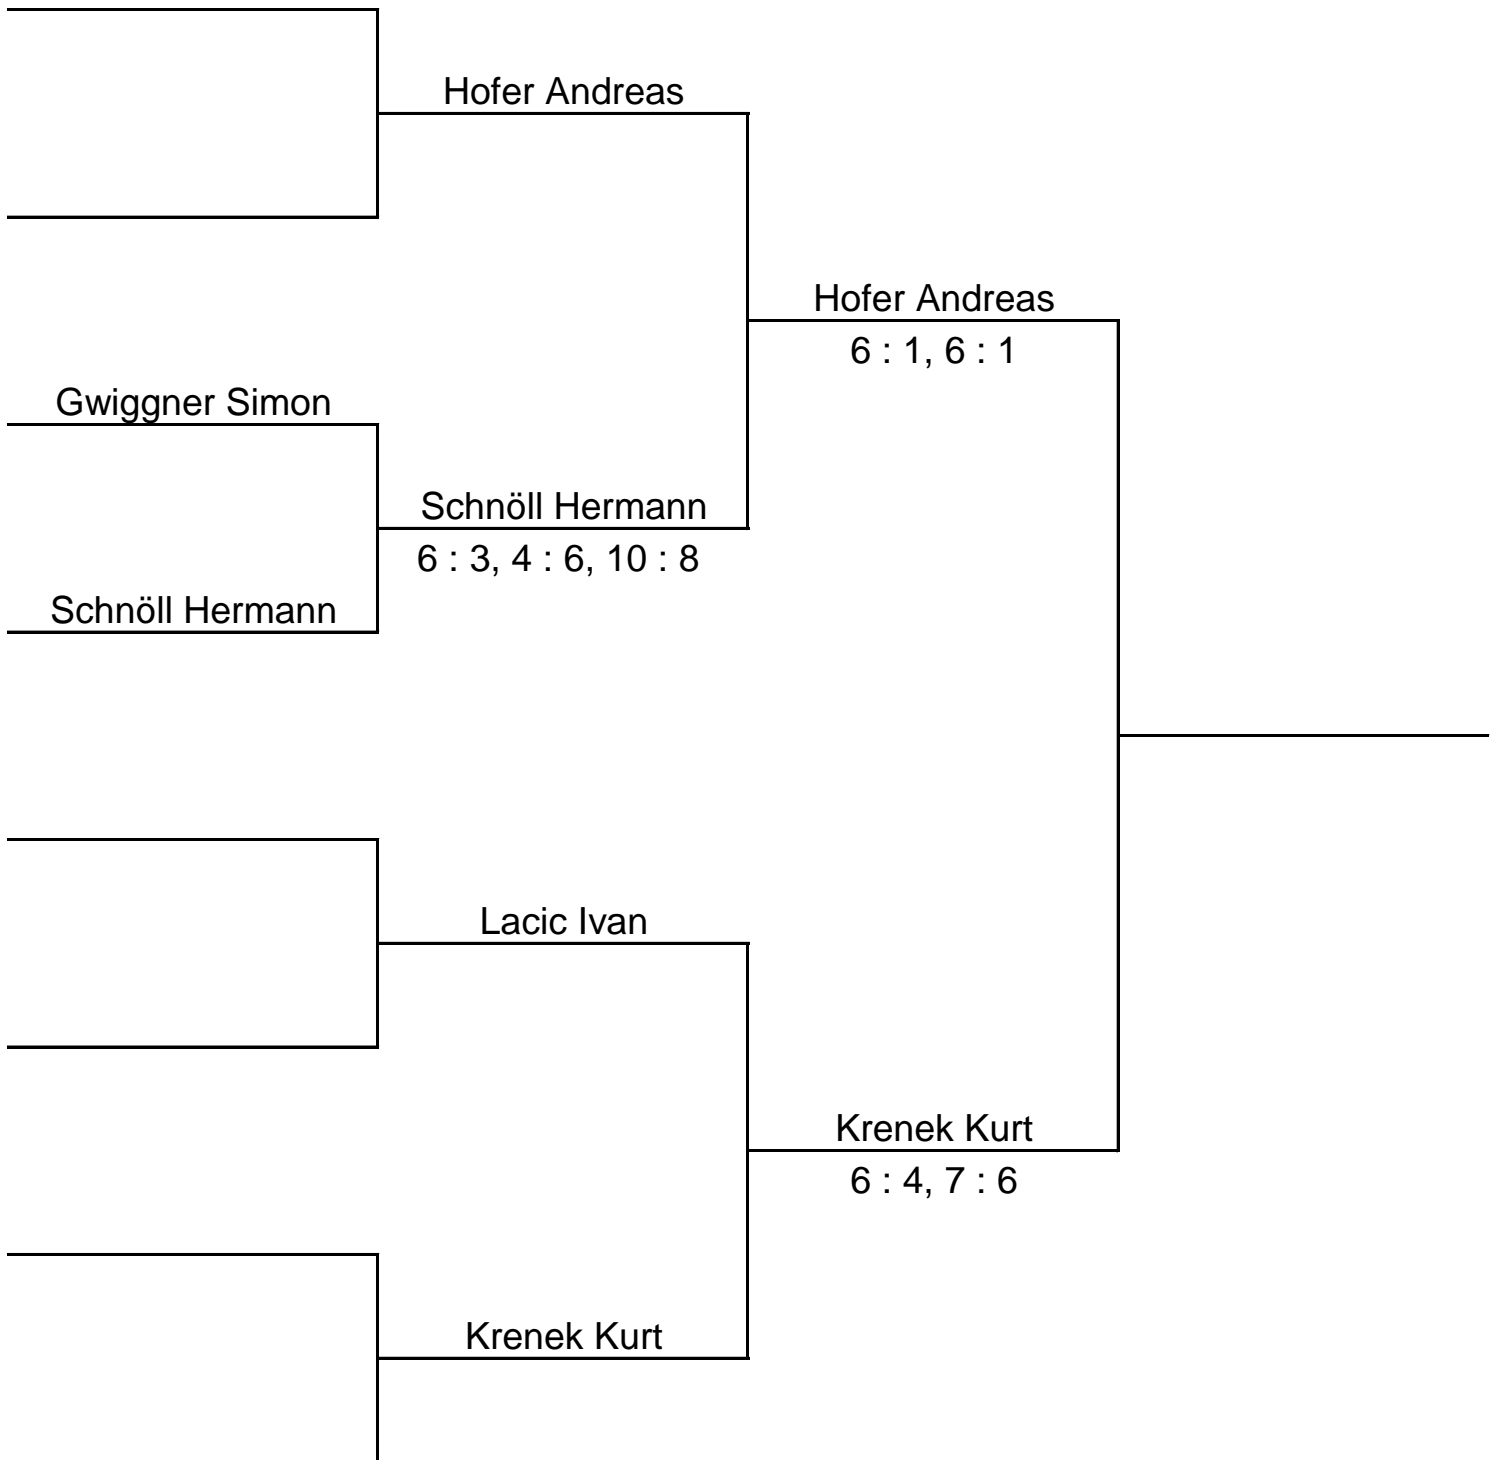 Hofer Andreas
Hofer Andreas
6 : 1, 6 : 1
Gwiggner Simon
Schnöll Hermann
6 : 3, 4 : 6, 10 : 8
Schnöll Hermann
Lacic Ivan
Krenek Kurt
6 : 4, 7 : 6
Krenek Kurt